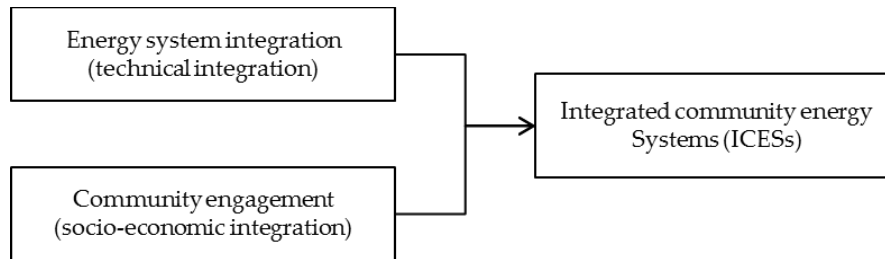 Energy system integration
(technical integration)
Integrated community energy
Systems (ICESs)
Community engagement
(socio-economic integration)